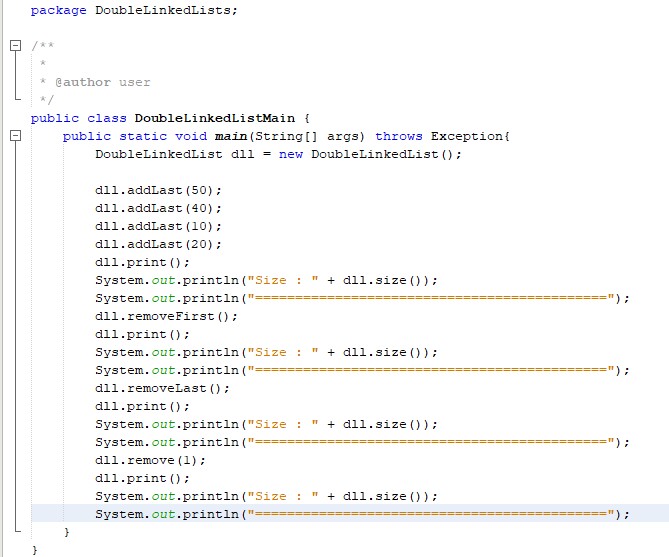 package DoubleLinkedLists;
/**
 *
 * @author user
 */
public class DoubleLinkedListMain {
    public static void main(String[] args) throws Exception{
        DoubleLinkedList dll = new DoubleLinkedList();
        dll.addLast(50);
        dll.addLast(40);
        dll.addLast(10);
        dll.addLast(20);
        dll.print();
        System.out.println("Size : " + dll.size());
        System.out.println("============================================");
        dll.removeFirst();
        dll.print();
        System.out.println("Size : " + dll.size());
        System.out.println("============================================");
        dll.removeLast();
        dll.print();
        System.out.println("Size : " + dll.size());
        System.out.println("============================================");
        dll.remove(1);
        dll.print();
        System.out.println("Size : " + dll.size());
        System.out.println("============================================");
    }
}